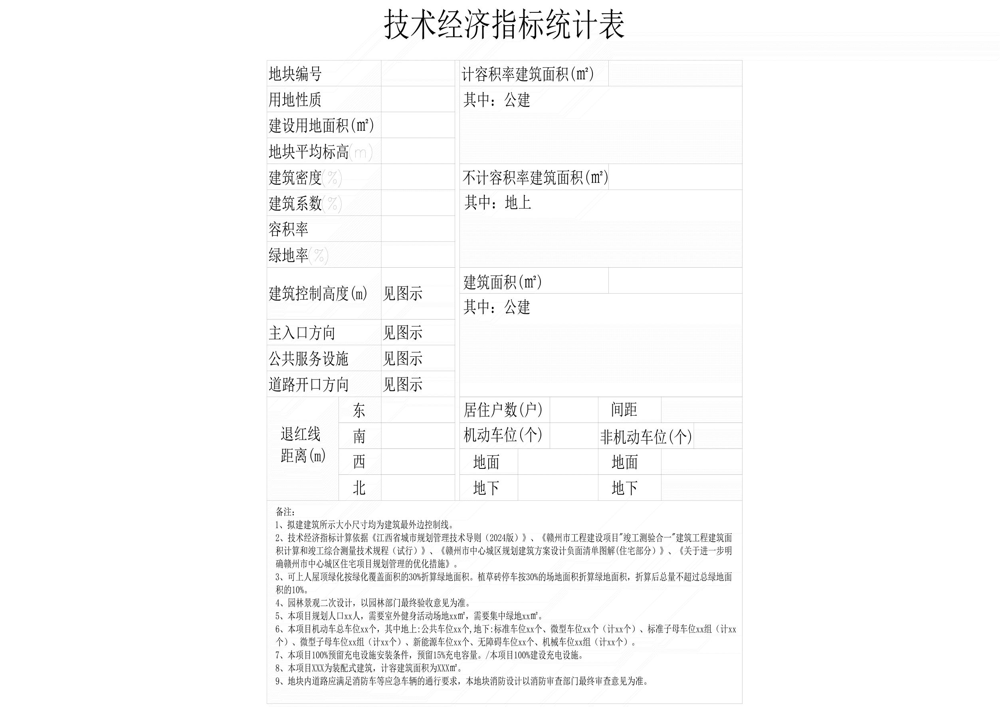 技术经济指标统计表
地块编号
计容积率建筑面积(㎡)
用地性质
其中：公建
建设用地面积(㎡)
地块平均标高(m)
建筑密度(%)
不计容积率建筑面积(㎡)
建筑系数(%)
其中：地上
容积率
绿地率(%)
建筑控制高度(m) 见图示
建筑面积(㎡)
其中：公建
主入口方向 见图示
公共服务设施 见图示
道路开口方向 见图示
退红线
距离(m)
东
南
西
北
居住户数(户) 间距
机动车位(个) 非机动车位(个)
地面 地面
地下 地下
备注:
1、拟建建筑所示大小尺寸均为建筑最外边控制线。
2、技术经济指标计算依据《江西省城市规划管理技术导则（2024版）》、《赣州市工程建设项目"竣工测验合一"建筑工程建筑面
积计算和竣工综合测量技术规程（试行）》、《赣州市中心城区规划建筑方案设计负面清单图解(住宅部分）》、《关于进一步明
确赣州市中心城区住宅项目规划管理的优化措施》。
3、可上人屋顶绿化按绿化覆盖面积的30%折算绿地面积。植草砖停车按30%的场地面积折算绿地面积，折算后总量不超过总绿地面
积的10%。
4、园林景观二次设计，以园林部门最终验收意见为准。
5、本项目规划人口xx人，需要室外健身活动场地xx㎡，需要集中绿地xx㎡。
6、本项目机动车总车位xx个，其中地上:公共车位xx个,地下:标准车位xx个、微型车位xx个（计xx个）、标准子母车位xx组（计xx
个）、微型子母车位xx组（计xx个）、新能源车位xx个、无障碍车位xx个、机械车位xx组（计xx个）。
7、本项目100%预留充电设施安装条件，预留15%充电容量。/本项目100%建设充电设施。
8、本项目XXX为装配式建筑，计容建筑面积为XXX㎡。
9、地块内道路应满足消防车等应急车辆的通行要求，本地块消防设计以消防审查部门最终审查意见为准。